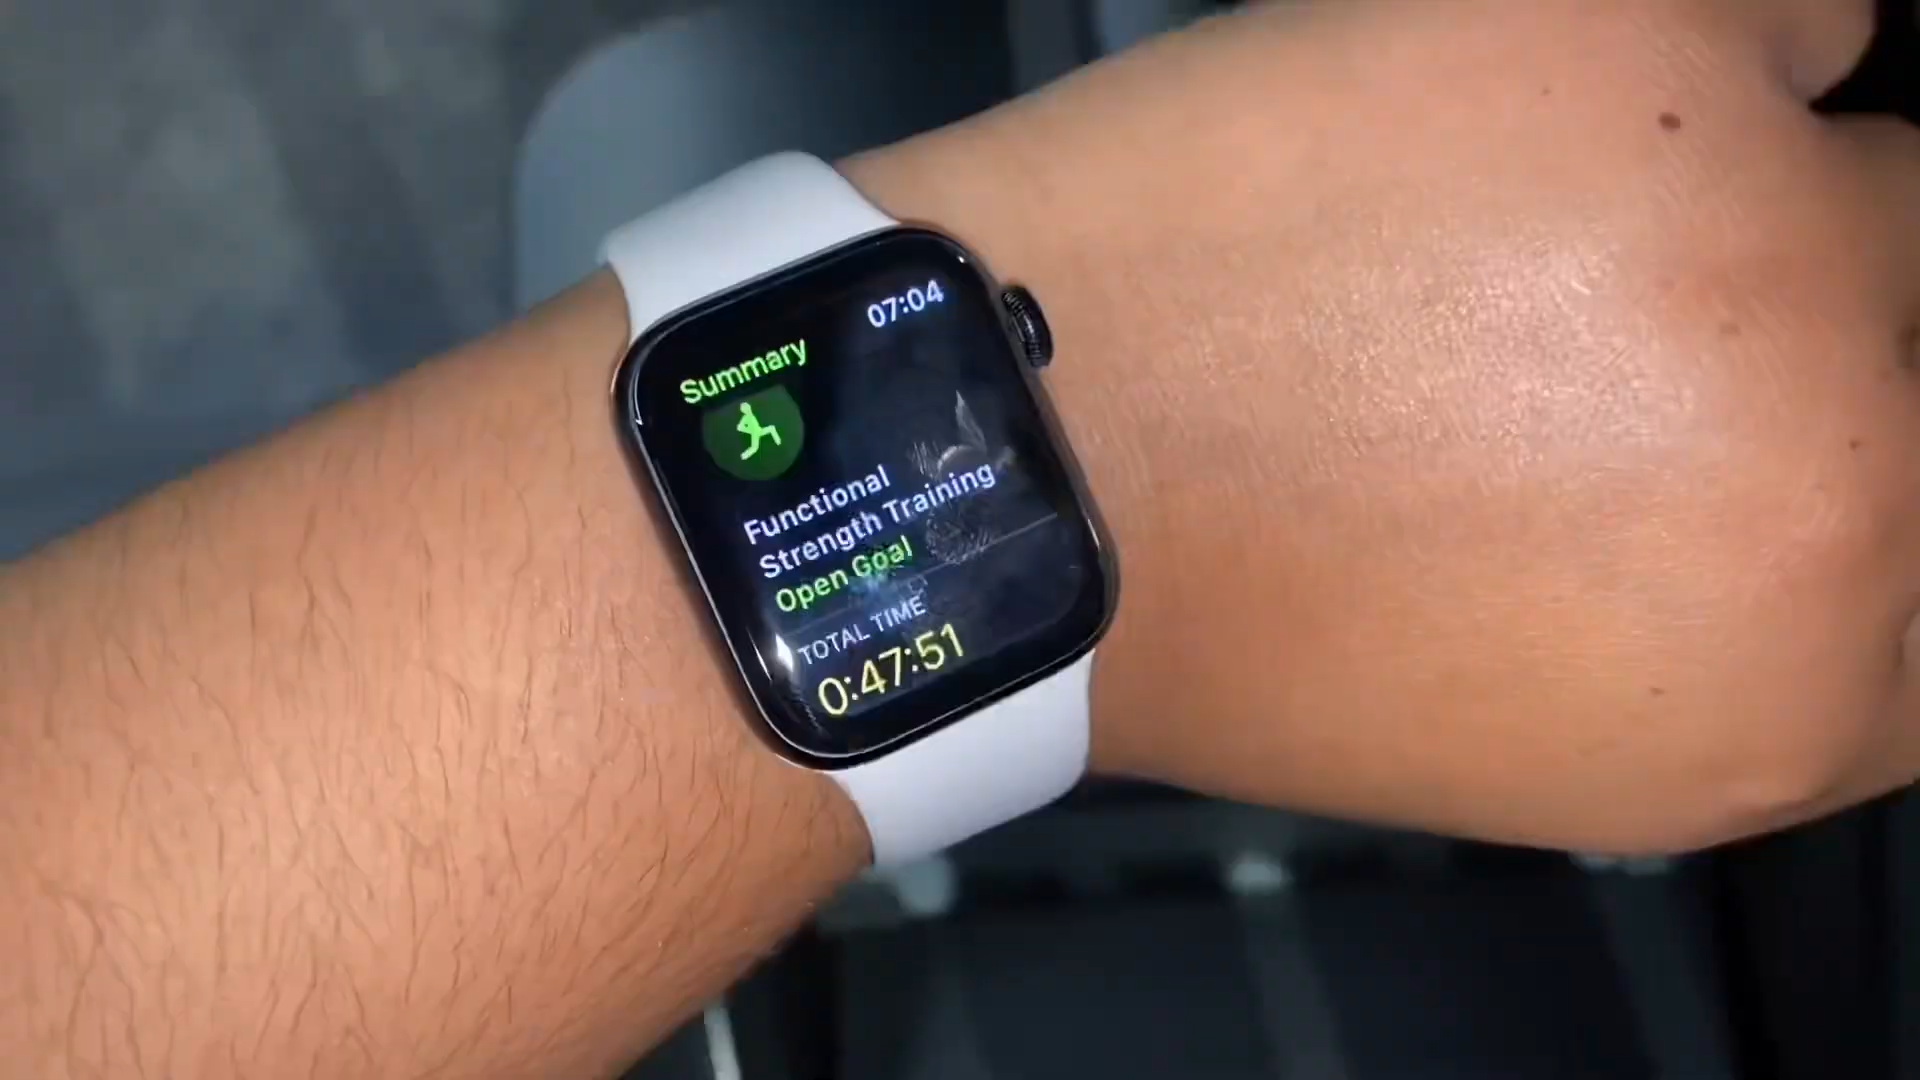 07:04
Summary
Functional
Strength Training
Open Goal
TOTAL TIME
0:47:51